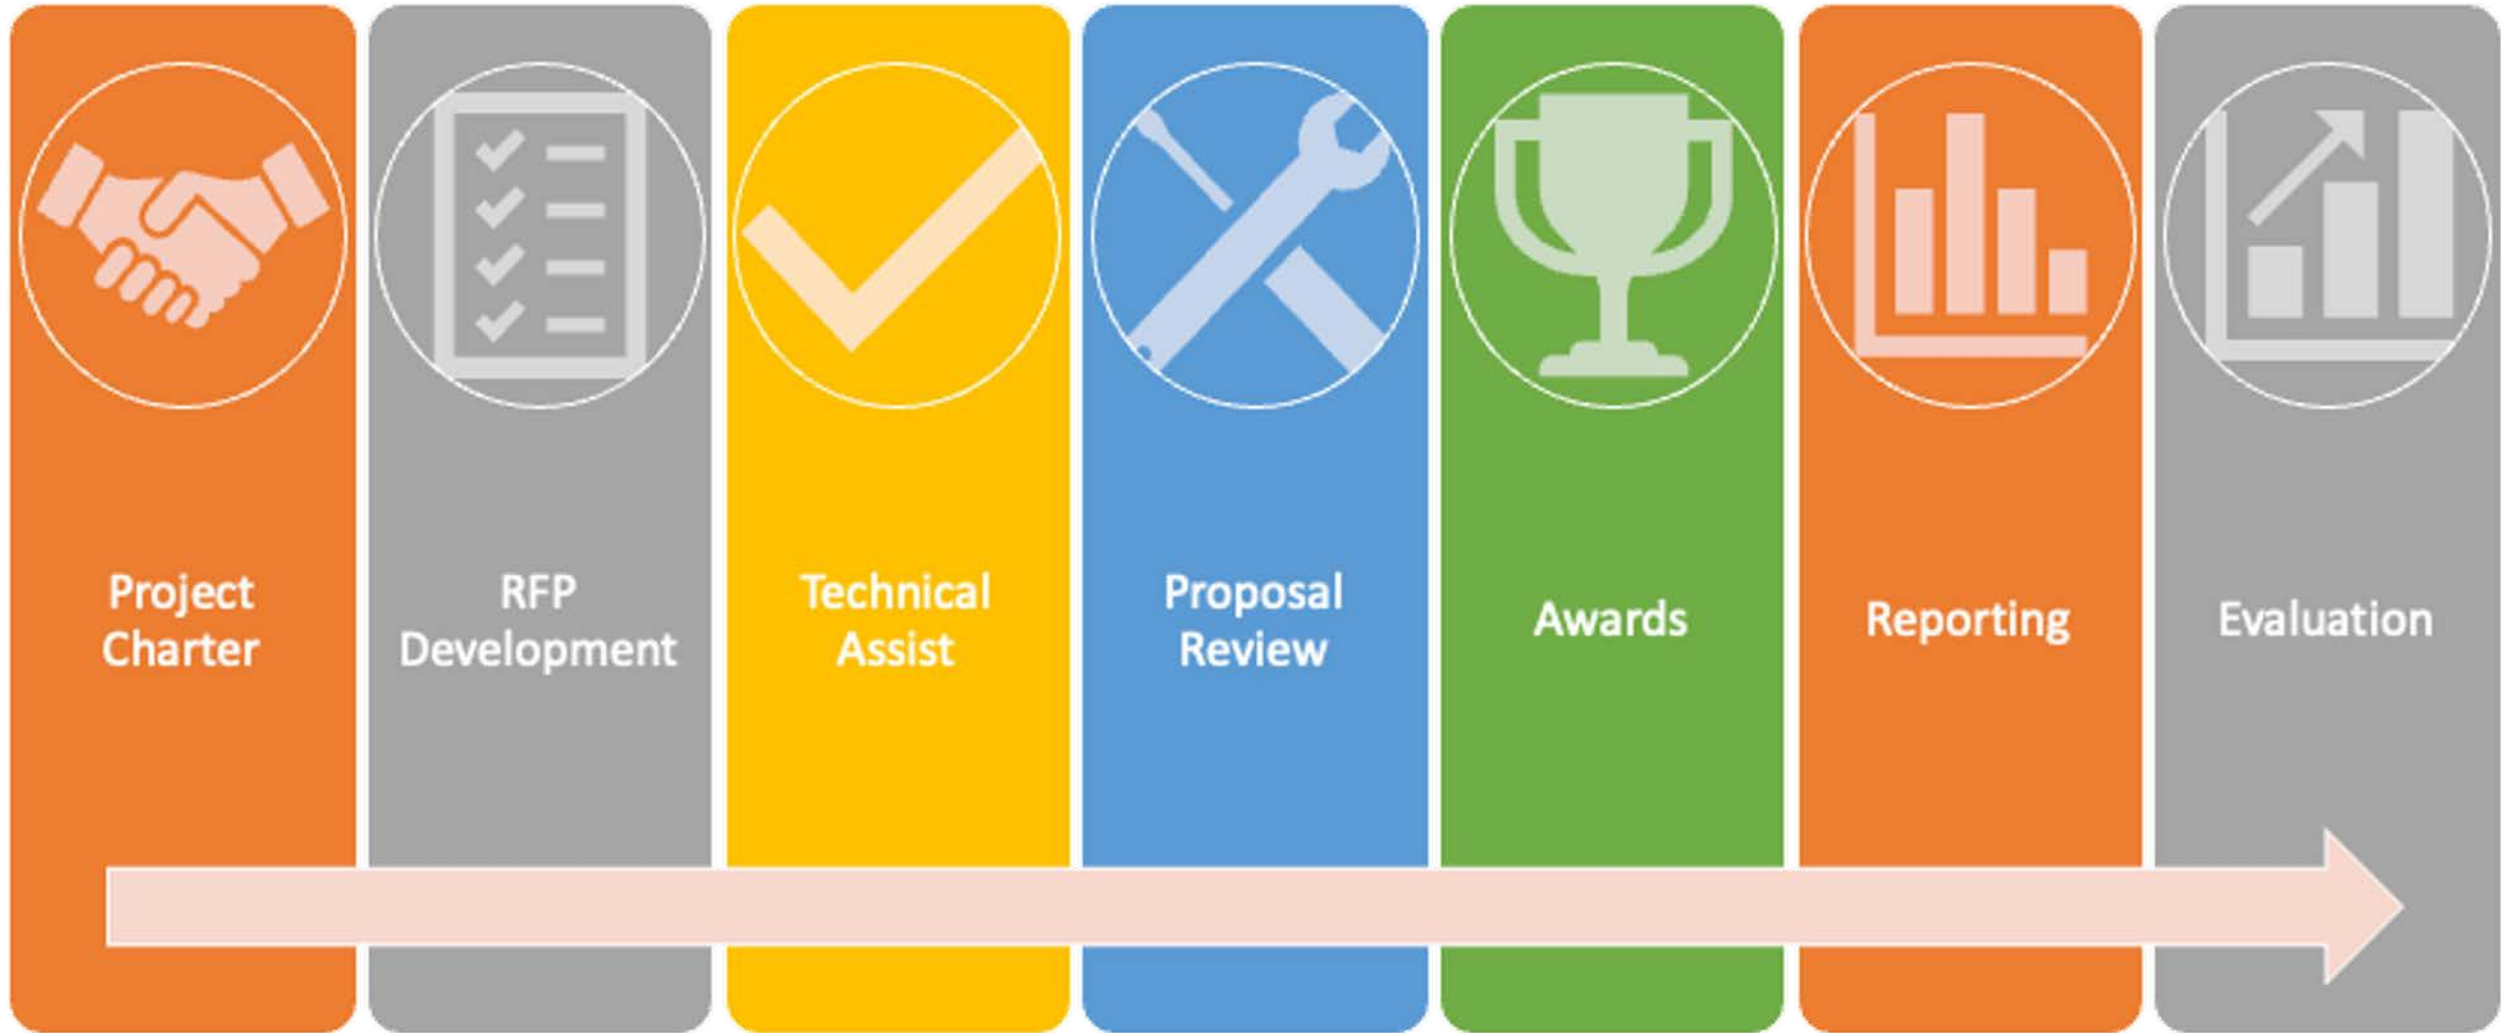 Project
Charter
RFP
Development
Technical
Assist
Proposal
Review
Awards
Reporting
Evaluation